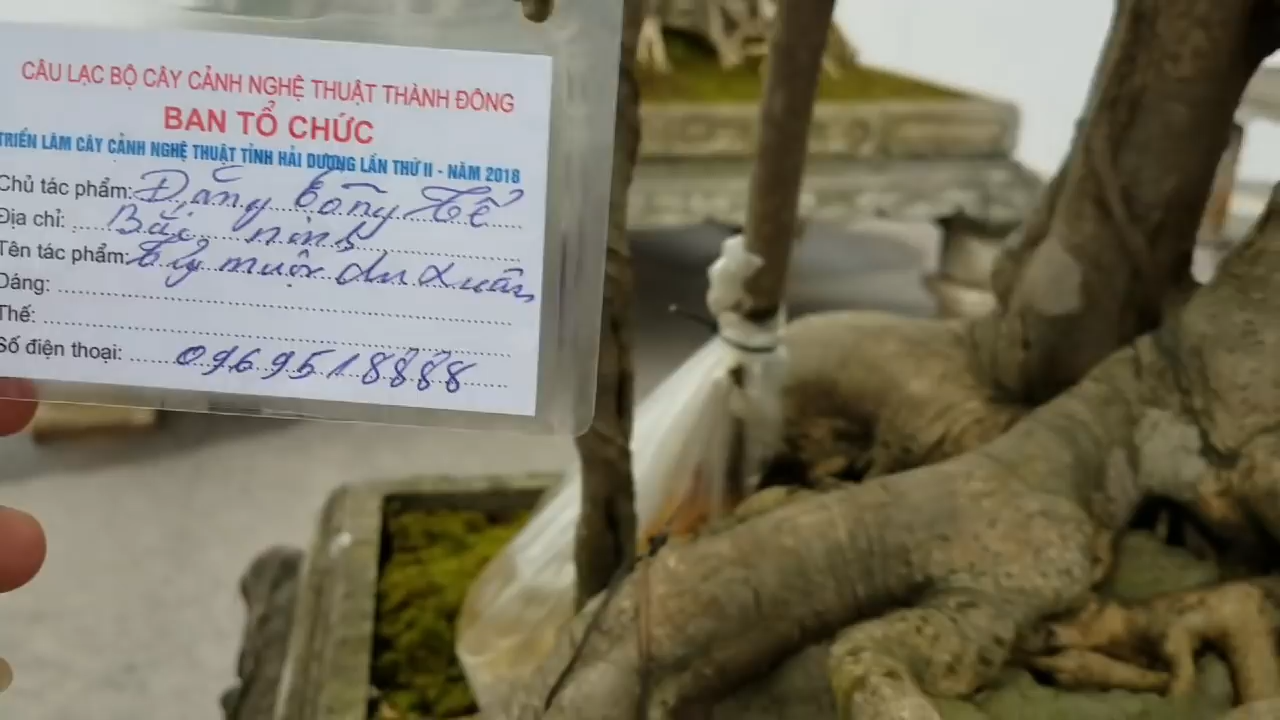 CÂU LẠC BỘ CÂY CẢNH NGHỆ THUẬT THÀNH ĐÔNG
BAN TỔ CHỨC
TRIỂN LÃM CÂY CẢNH NGHỆ THUẬT TỈNH HẢI DƯƠNG LẦN THỨ II - NĂM 2018
Chủ tác phẩm: Đặng Công Tể
Địa chỉ: Bắc ninh
Tên tác phẩm: muộn du xuân
Dáng:
Thế:
Số điện thoại: 0969518888